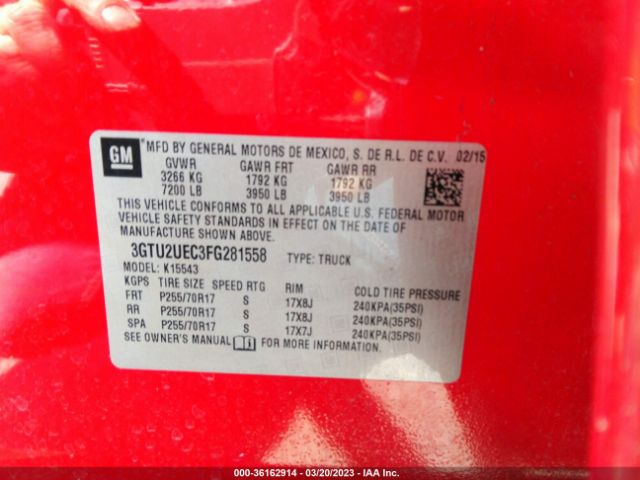 GM
MFD BY GENERAL MOTORS DE MEXICO, S. DE R.L. DE C.V. 02/15
GVWR GAWR FRT GAWR RR
3266 KG 1792 KG 1792 KG
7200 LB 3950 LB 3950 LB
THIS VEHICLE CONFORMS TO ALL APPLICABLE U.S. FEDERAL MOTOR
VEHICLE SAFETY STANDARDS IN EFFECT ON THE DATE OF
MANUFACTURE SHOWN ABOVE.
3GTU2UEC3FG281558 TYPE: TRUCK
MODEL: K15543
KGPS TIRE SIZE SPEED RTG RIM COLD TIRE PRESSURE
FRT P255/70R17 S 17X8J 240KPA(35PSI)
RR P255/70R17 S 17X8J 240KPA(35PSI)
SPA P255/70R17 S 17X7J 240KPA(35PSI)
SEE OWNER'S MANUAL FOR MORE INFORMATION.
000-36162914 - 03/20/2023 - IAA Inc.